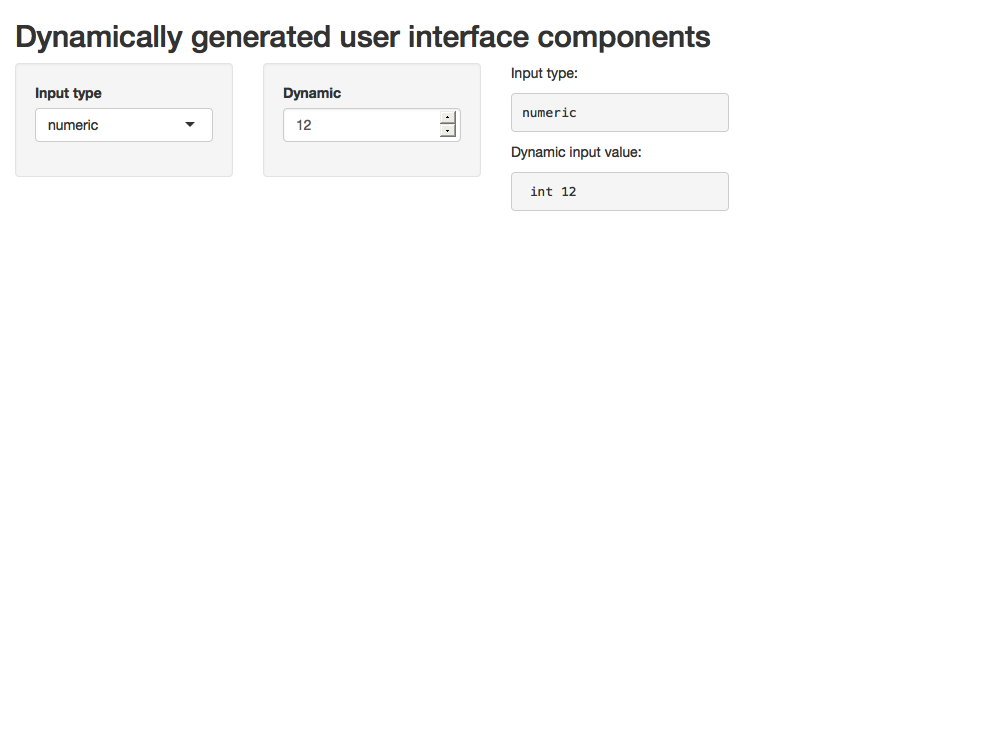 Dynamically generated user interface components
Input type
numeric
Dynamic
12
Input type:
numeric
Dynamic input value:
int 12